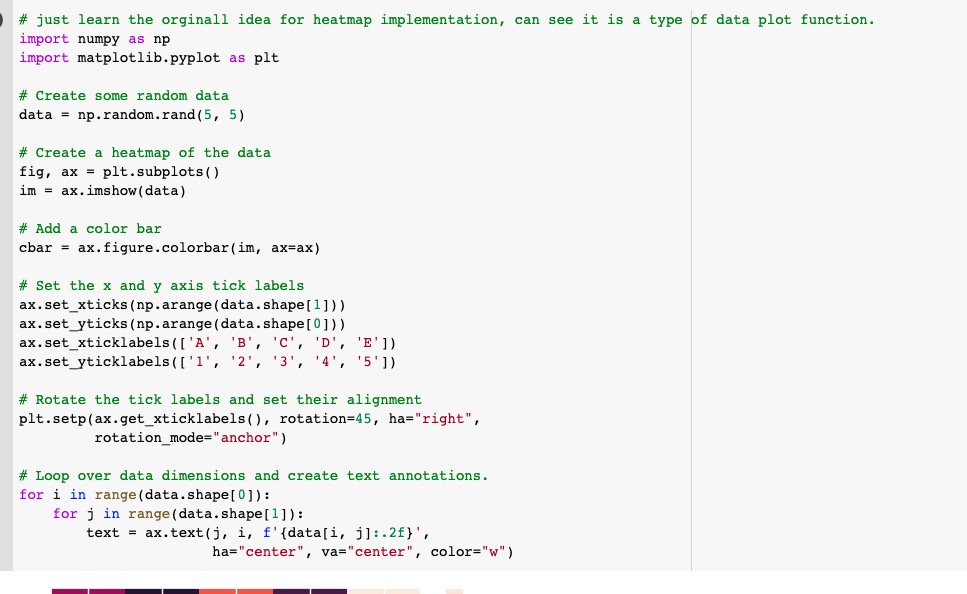 # just learn the orginall idea for heatmap implementation, can see it is a type of data plot function.
import numpy as np
import matplotlib.pyplot as plt

# Create some random data
data = np.random.rand(5, 5)

# Create a heatmap of the data
fig, ax = plt.subplots()
im = ax.imshow(data)

# Add a color bar
cbar = ax.figure.colorbar(im, ax=ax)

# Set the x and y axis tick labels
ax.set_xticks(np.arange(data.shape[1]))
ax.set_yticks(np.arange(data.shape[0]))
ax.set_xticklabels(['A', 'B', 'C', 'D', 'E'])
ax.set_yticklabels(['1', '2', '3', '4', '5'])

# Rotate the tick labels and set their alignment
plt.setp(ax.get_xticklabels(), rotation=45, ha="right",
         rotation_mode="anchor")

# Loop over data dimensions and create text annotations.
for i in range(data.shape[0]):
    for j in range(data.shape[1]):
        text = ax.text(j, i, f'{data[i, j]:.2f}',
                       ha="center", va="center", color="w")